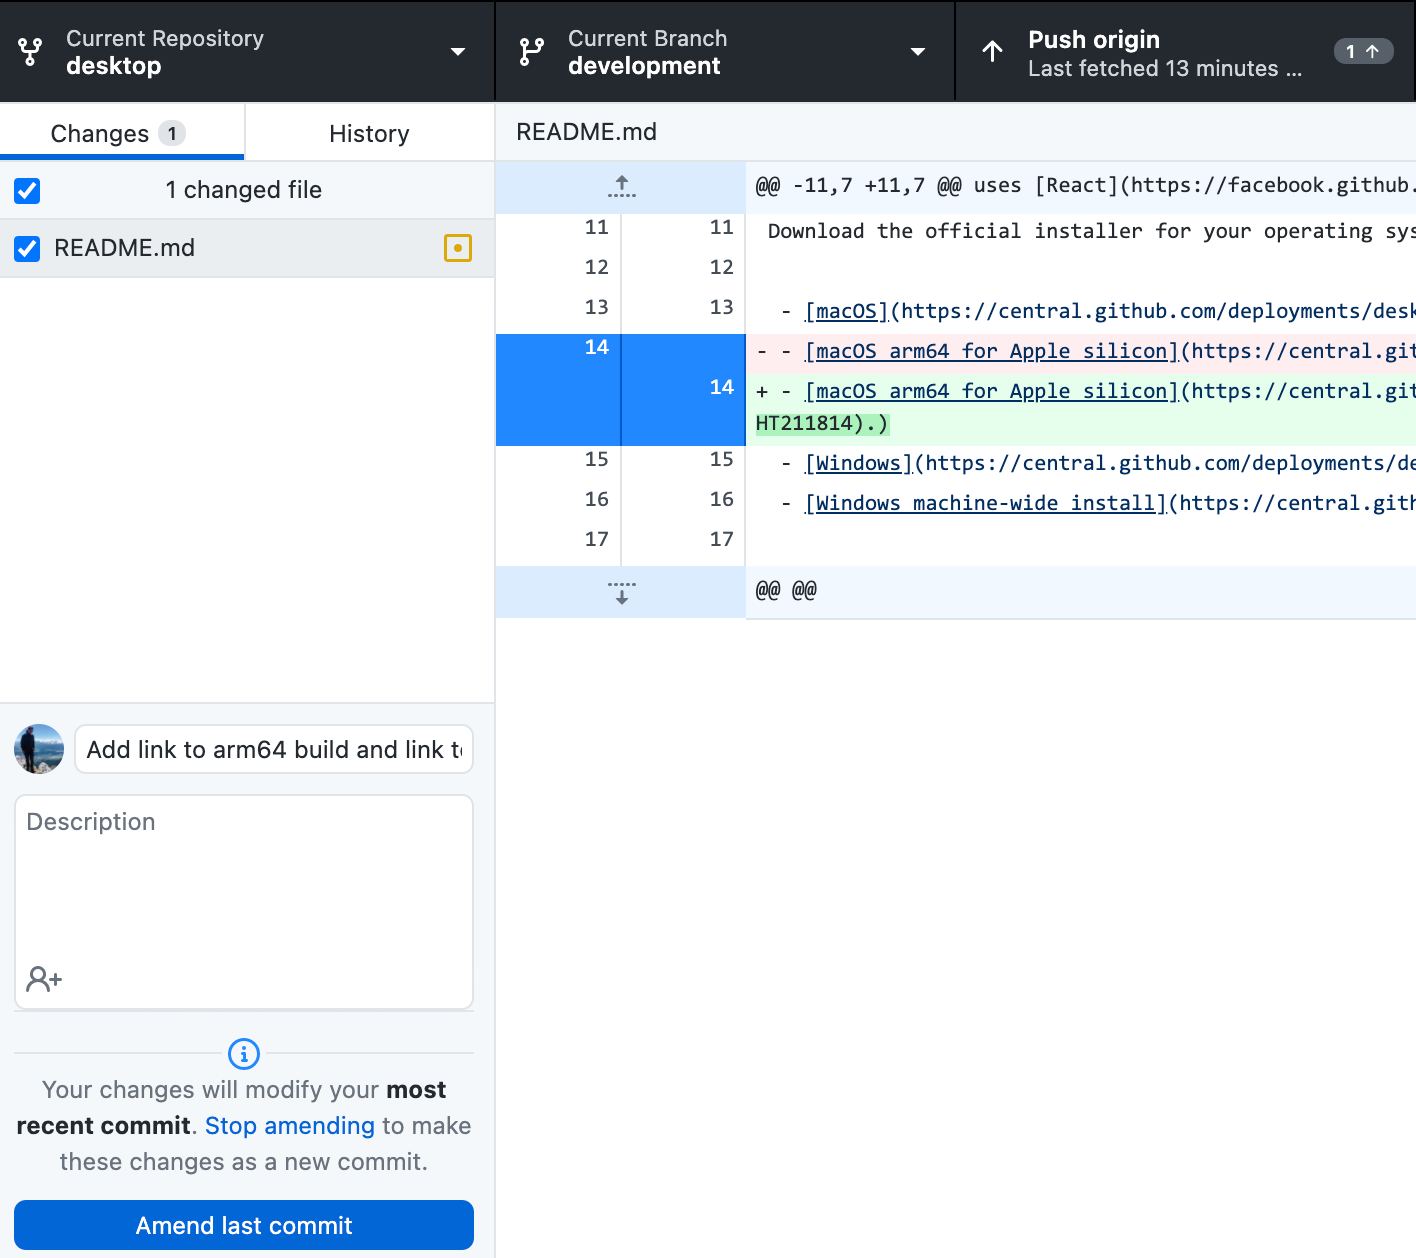 Current Repository
desktop
Current Branch
development
Push origin
Last fetched 13 minutes ...
1
Changes 1
History
1 changed file
README.md
Add link to arm64 build and link to
Description
Your changes will modify your most
recent commit. Stop amending to make
these changes as a new commit.
Amend last commit
README.md
@@ -11,7 +11,7 @@ uses [React](https://facebook.github.
11 11 Download the official installer for your operating sys
12 12
13 13 - [macOS](https://central.github.com/deployments/desk
14 - - [macOS arm64 for Apple silicon](https://central.git
14 + - [macOS arm64 for Apple silicon](https://central.git
HT211814).)
15 15 - [Windows](https://central.github.com/deployments/de
16 16 - [Windows machine-wide install](https://central.gith
17 17
@@ @@